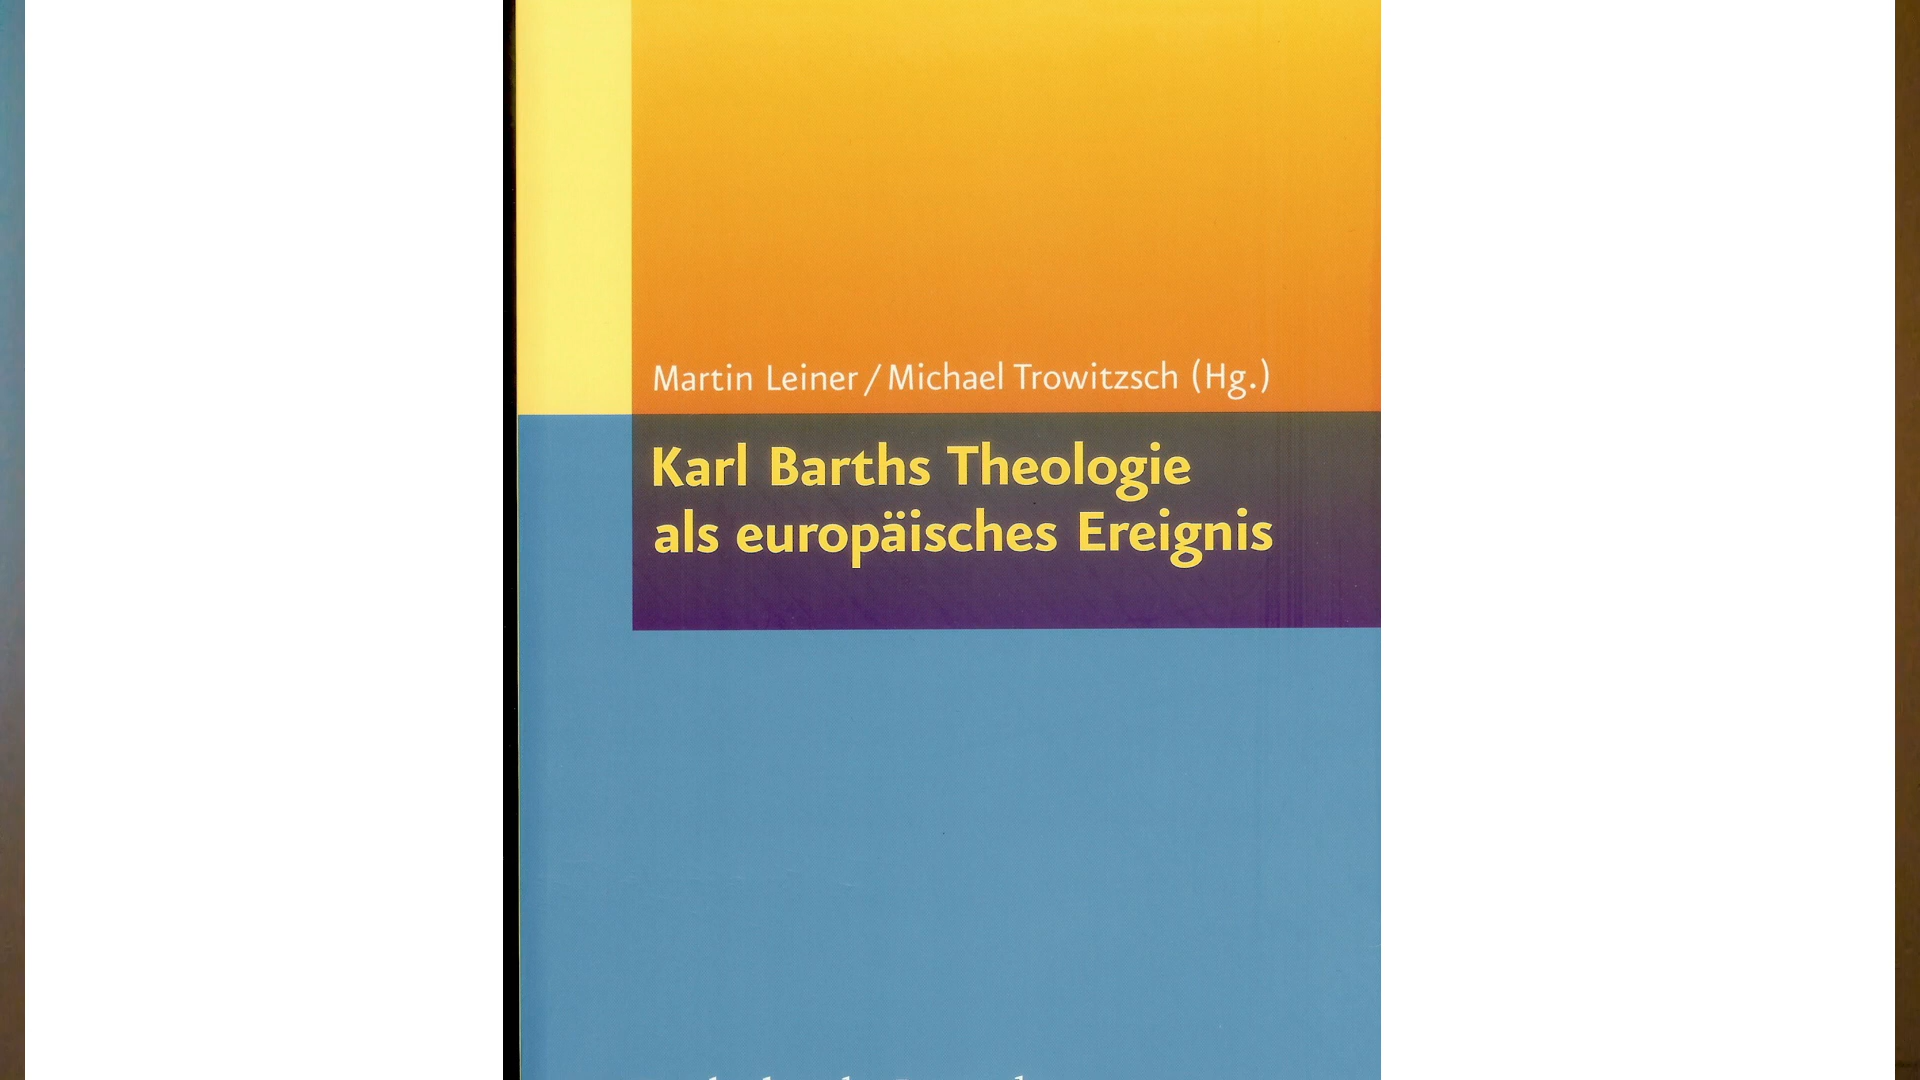 Martin Leiner / Michael Trowitzsch (Hg.)
Karl Barths Theologie
als europäisches Ereignis